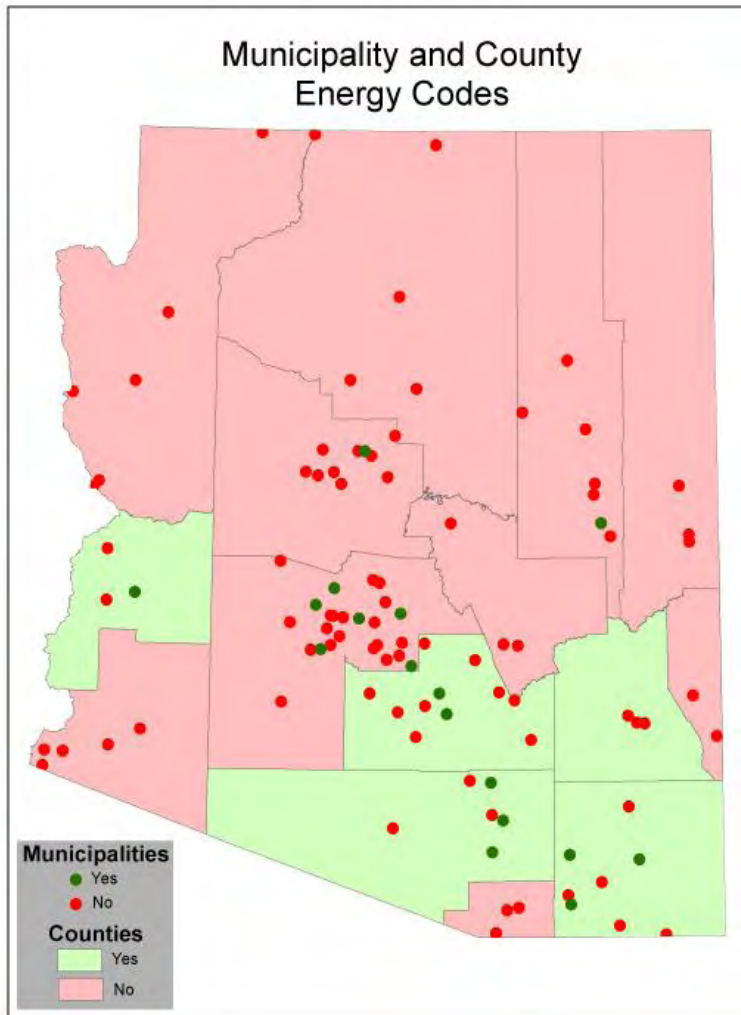 Municipality and County
Energy Codes
Municipalities
Yes
No
Counties
Yes
No